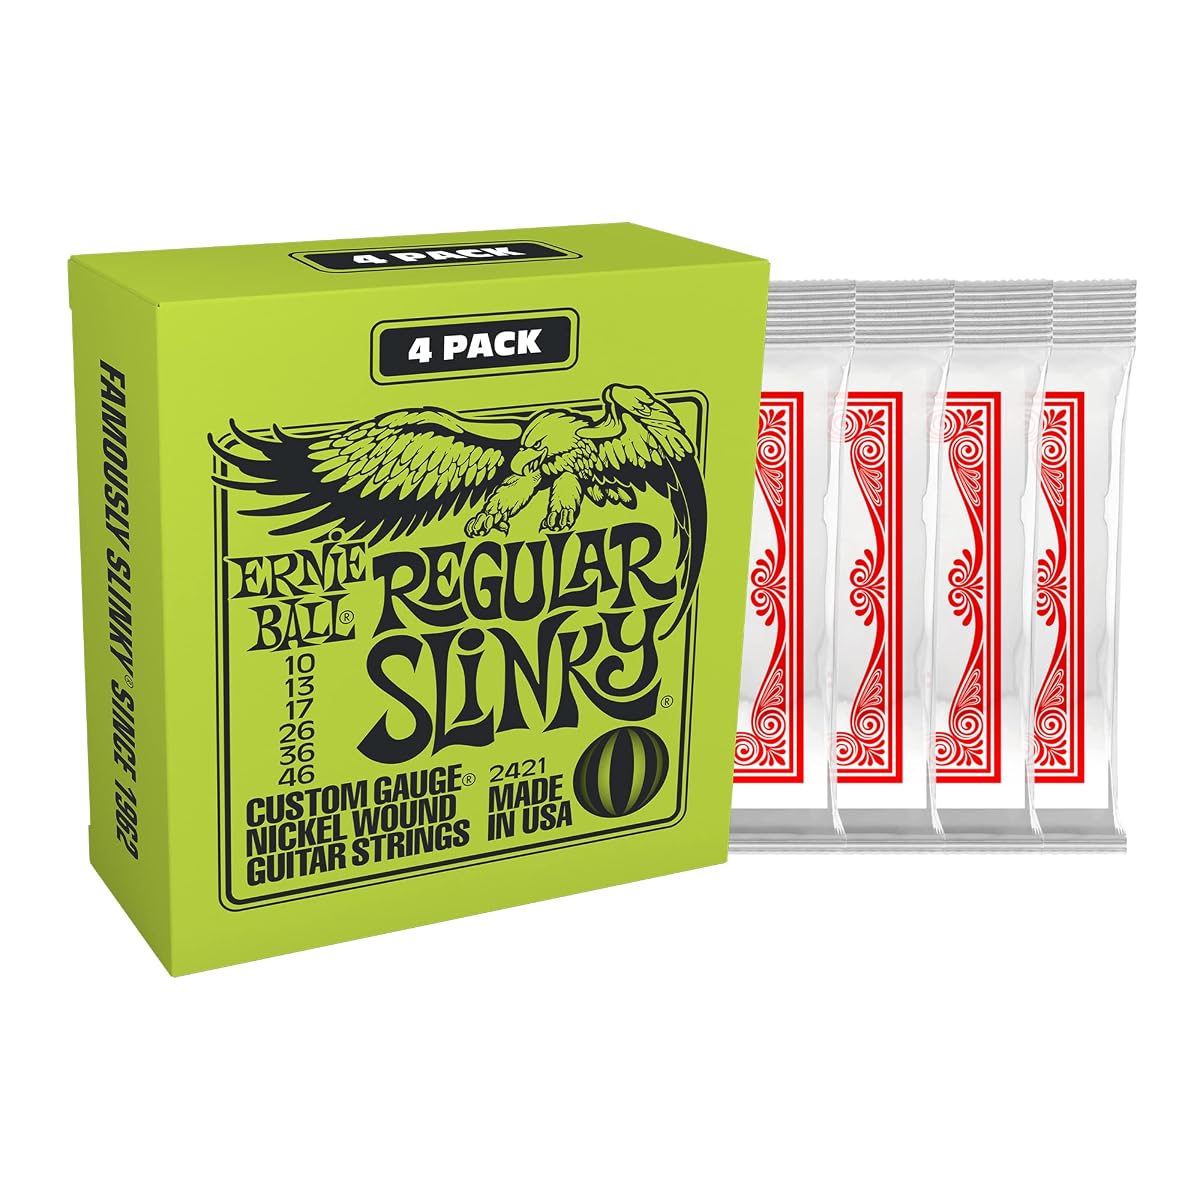 4 PACK
4 PACK
FAMOUSLY SLINKY® SINCE 1962
ERNIE
BALL®
REGULAR
SLINKY®
10
13
17
26
36
46
CUSTOM GAUGE®
NICKEL WOUND
GUITAR STRINGS
2421
MADE
IN USA